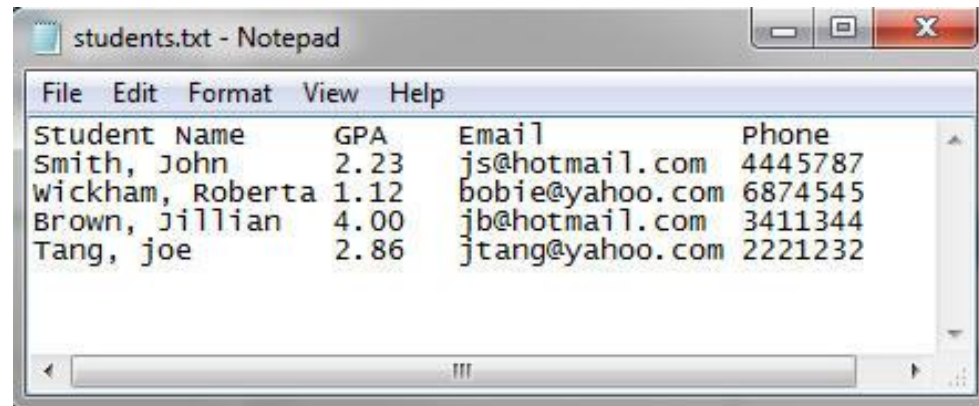 students.txt - Notepad
File Edit Format View Help
Student Name GPA Email Phone
Smith, John 2.23 js@hotmail.com 4445787
Wickham, Roberta 1.12 bobie@yahoo.com 6874545
Brown, Jillian 4.00 jb@hotmail.com 3411344
Tang, joe 2.86 jtang@yahoo.com 2221232